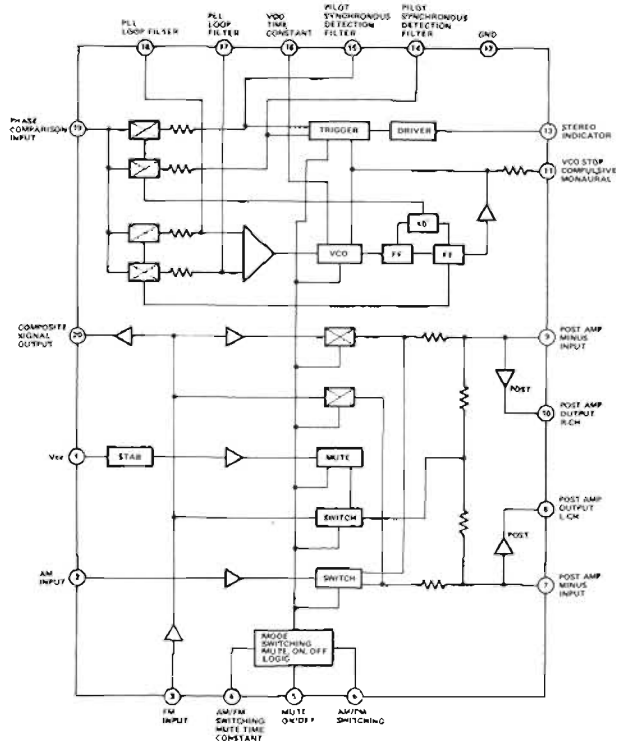 PLL
LOOP FILTER
PLL
LOOP
FILTER
VCO
TIME
CONSTANT
PILOT
SYNCHRONOUS
DETECTION
FILTER
PILOT
SYNCHRONOUS
DETECTION
FILTER
GND
18
17
16
15
14
12
PHASE
COMPARISON
INPUT
19
TRIGGER
DRIVER
13
STEREO
INDICATOR
11
VCO STOP
COMPULSIVE
MONAURAL
VCO
FF
FF
COMPOSITE
SIGNAL
OUTPUT
20
9
POST AMP
MINUS
INPUT
POST
10
POST AMP
OUTPUT
R-CH
Vcc
1
STAB
MUTE
SWITCH
8
POST AMP
OUTPUT
L-CH
POST
AM
INPUT
2
SWITCH
7
POST AMP
MINUS
INPUT
MODE
SWITCHING
MUTE, ON, OFF
LOGIC
3
4
5
6
FM
INPUT
AM/FM
SWITCHING
MUTE TIME
CONSTANT
MUTE
ON/OFF
AM/FM
SWITCHING